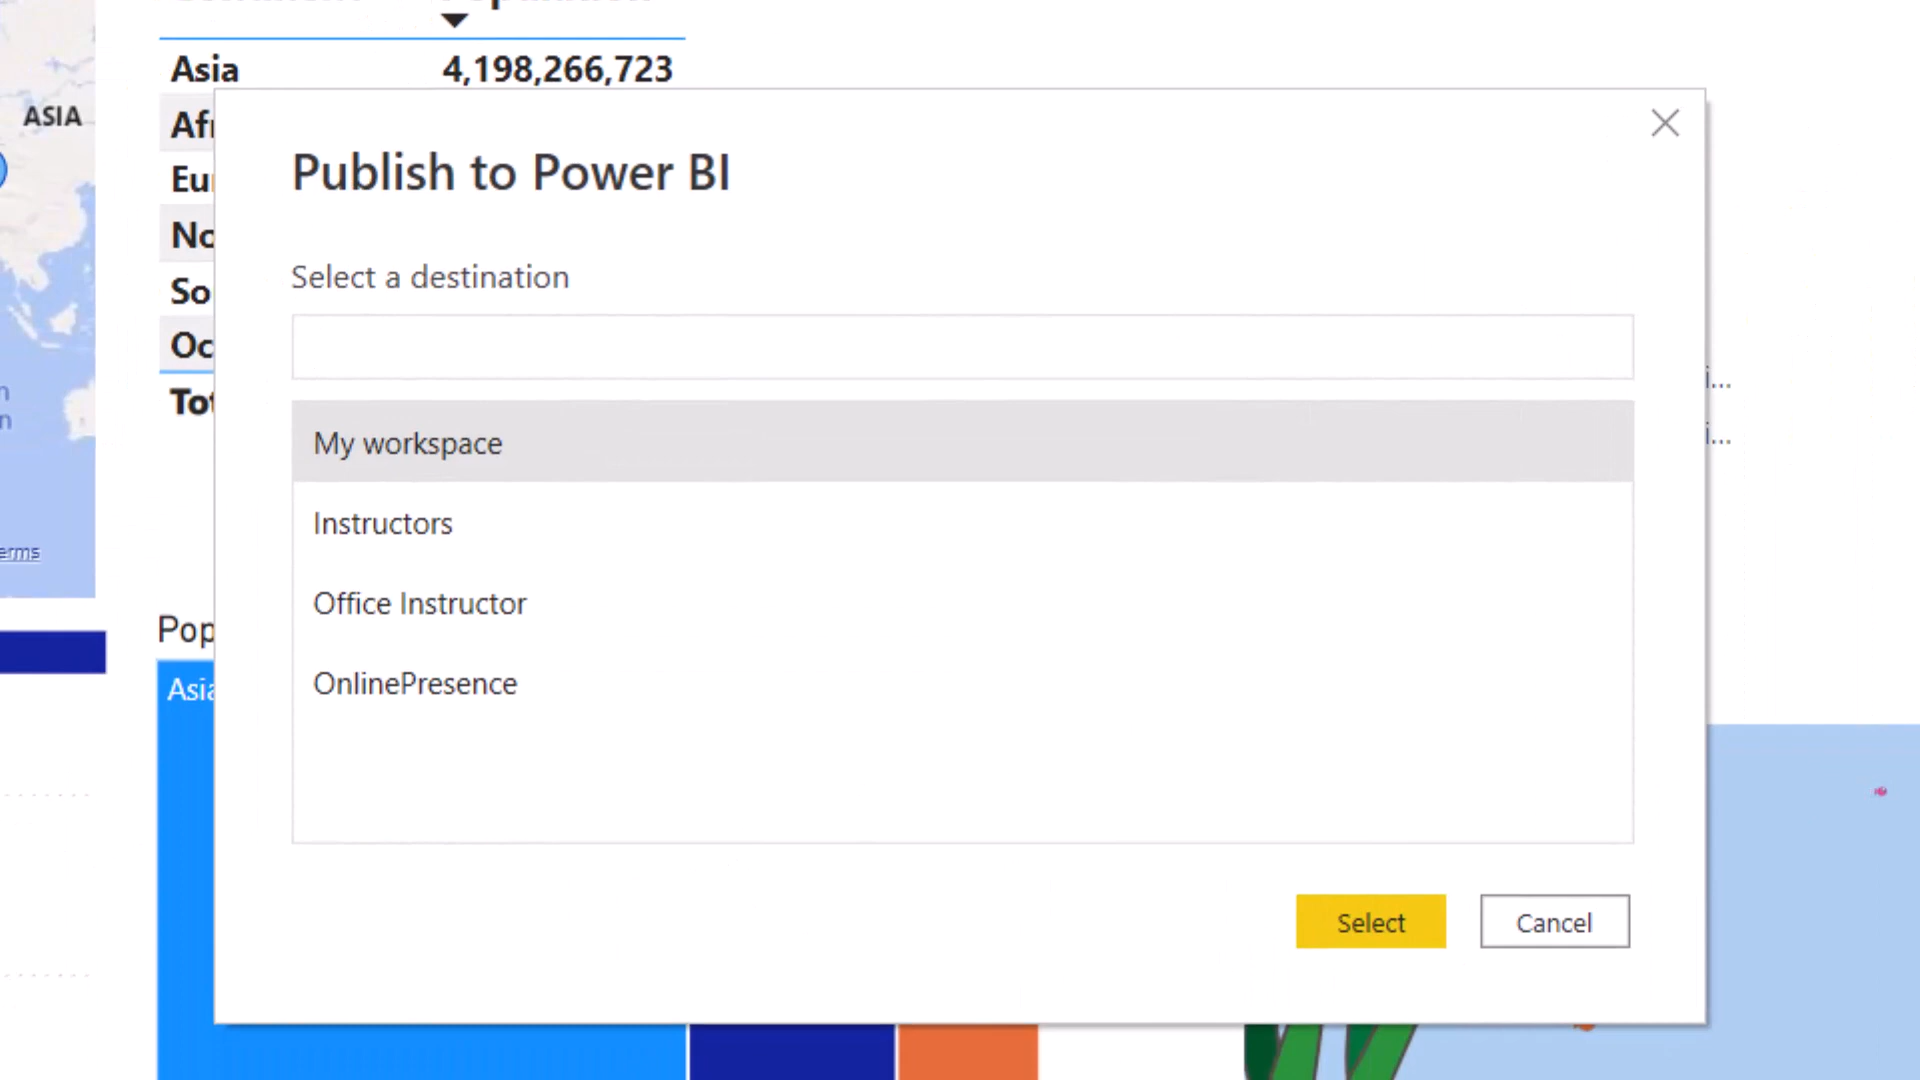 Asia 4,198,266,723
ASIA
Publish to Power BI
Select a destination
My workspace
Instructors
Office Instructor
OnlinePresence
Select
Cancel
Asia